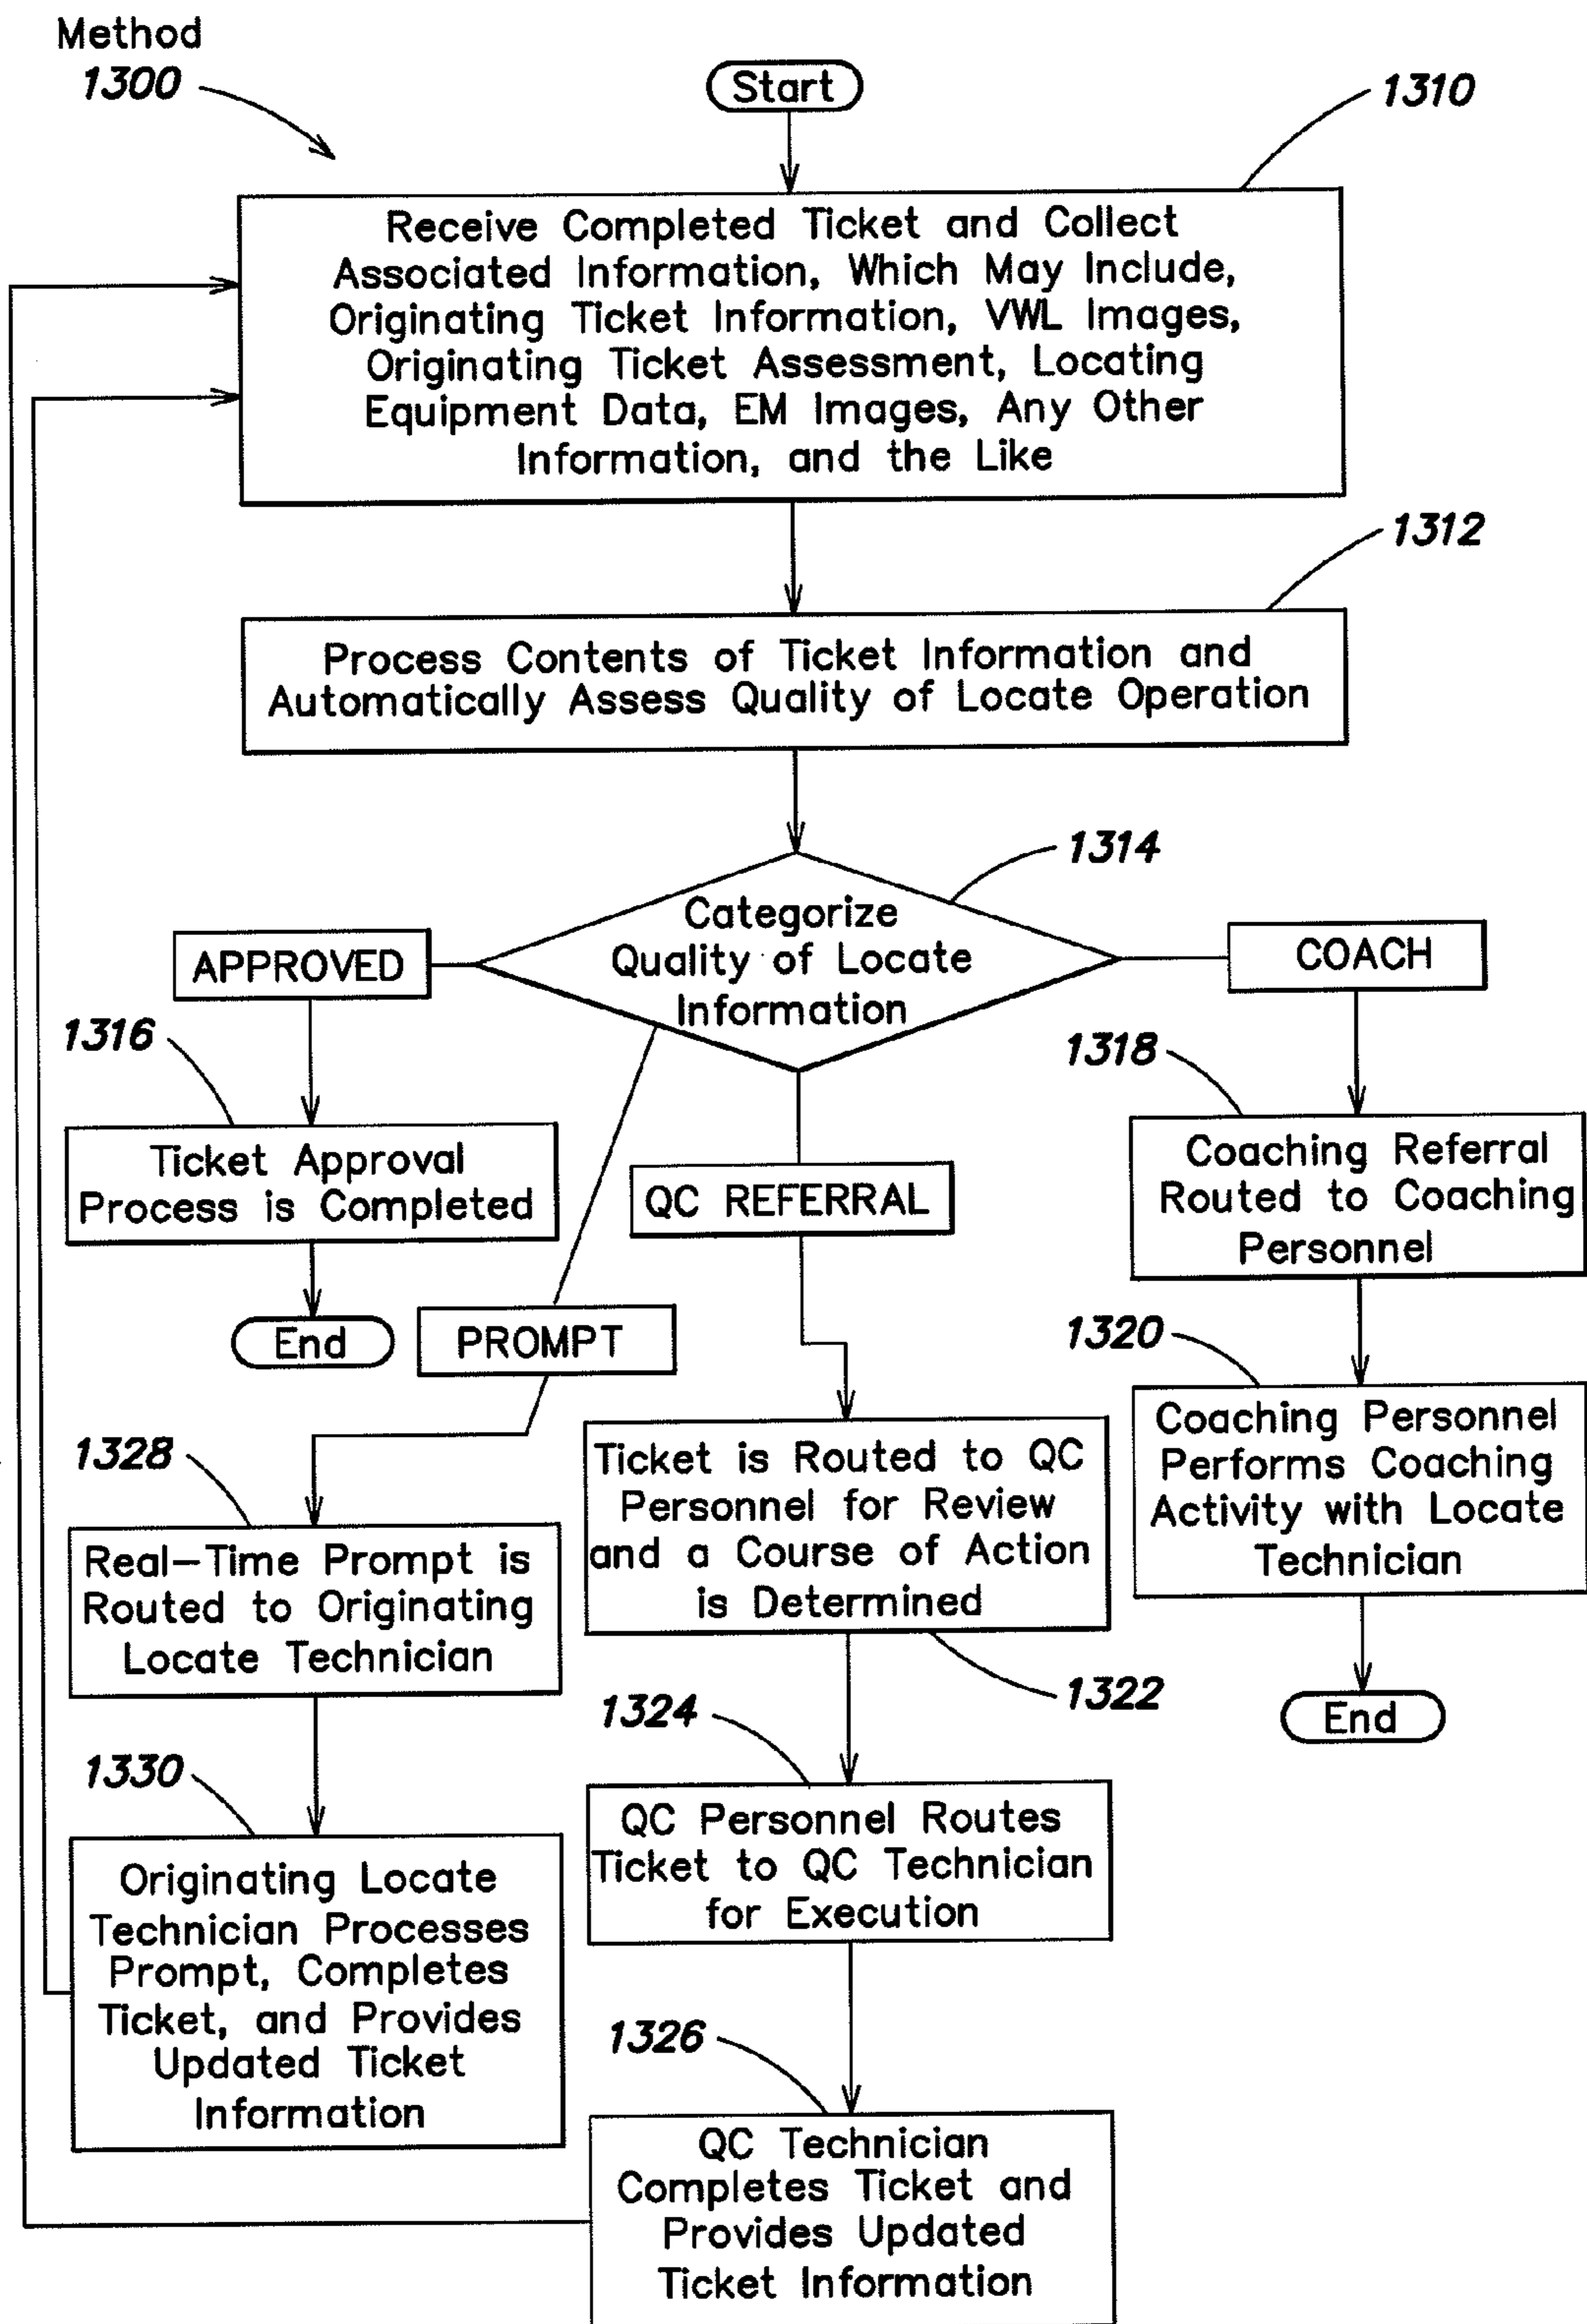 Method
1300
Start
1310
Receive Completed Ticket and Collect
Associated Information, Which May Include,
Originating Ticket Information, VWL Images,
Originating Ticket Assessment, Locating
Equipment Data, EM Images, Any Other
Information, and the Like
1312
Process Contents of Ticket Information and
Automatically Assess Quality of Locate Operation
1314
Categorize
Quality of Locate
Information
APPROVED
COACH
1316
Ticket Approval
Process is Completed
End
PROMPT
QC REFERRAL
1318
Coaching Referral
Routed to Coaching
Personnel
1320
Coaching Personnel
Performs Coaching
Activity with Locate
Technician
End
1328
Real-Time Prompt is
Routed to Originating
Locate Technician
1330
Originating Locate
Technician Processes
Prompt, Completes
Ticket, and Provides
Updated Ticket
Information
Ticket is Routed to QC
Personnel for Review
and a Course of Action
is Determined
1322
1324
QC Personnel Routes
Ticket to QC Technician
for Execution
1326
QC Technician
Completes Ticket and
Provides Updated
Ticket Information